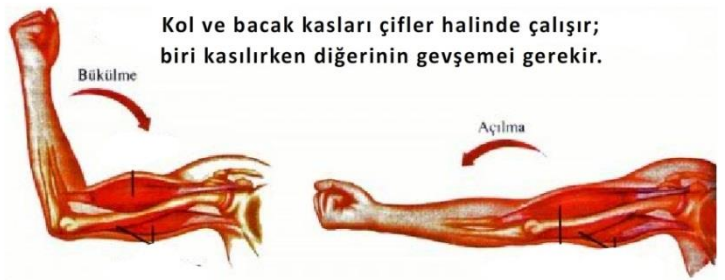 Kol ve bacak kasları çifler halinde çalışır;
biri kasılırken diğerinin gevşemei gerekir.
Bükülme
Açılma